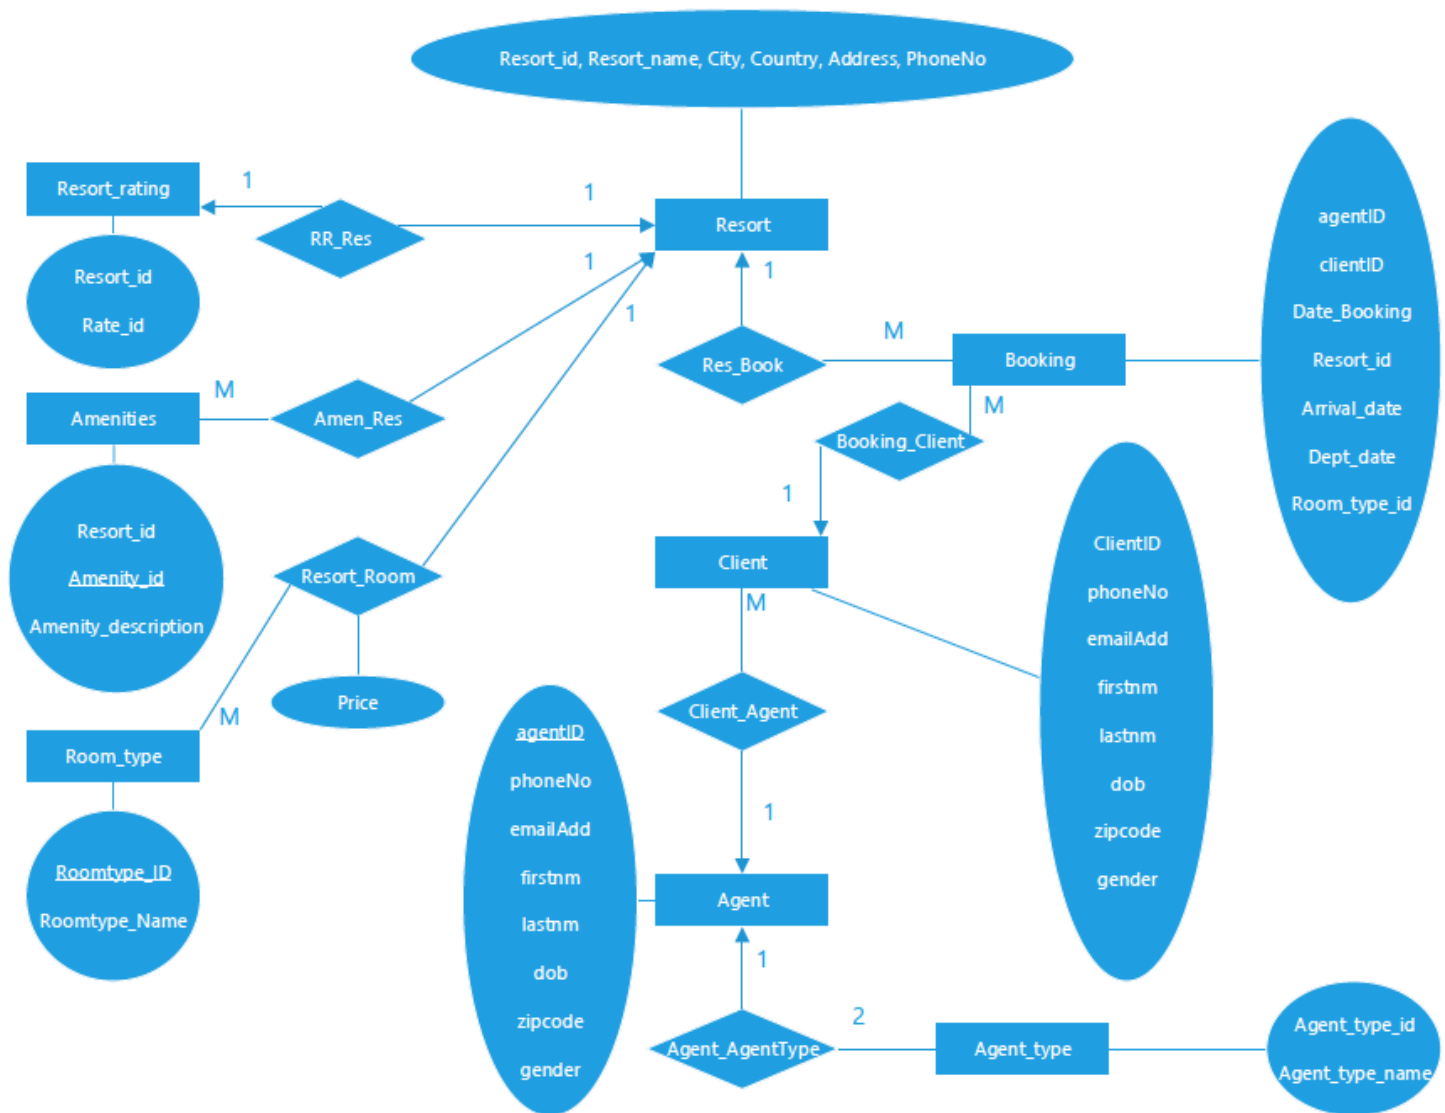 Resort_id, Resort_name, City, Country, Address, PhoneNo
Resort_rating
1
1
RR_Res
Resort
Resort_id
Rate_id
1
1
1
M
Res_Book
Booking
agentID
clientID
Date_Booking
Resort_id
Arrival_date
Dept_date
Room_type_id
M
Amenities
Amen_Res
M
Booking_Client
1
Resort_id
Amenity_id
Amenity_description
Resort_Room
Client
M
ClientID
phoneNo
emailAdd
firstnm
lastnm
dob
zipcode
gender
Price
M
Client_Agent
Room_type
Roomtype_ID
Roomtype_Name
agentID
phoneNo
emailAdd
firstnm
lastnm
dob
zipcode
gender
1
Agent
1
Agent_AgentType
2
Agent_type
Agent_type_id
Agent_type_name